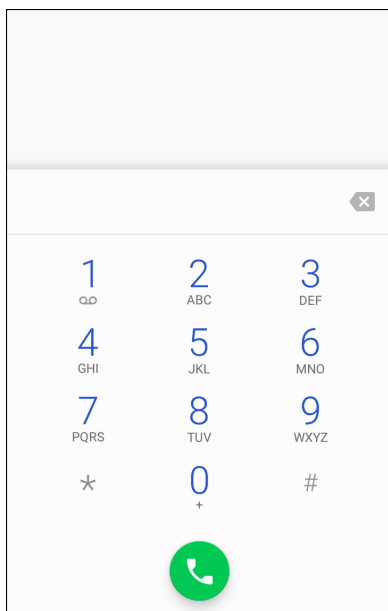 1 2 3
ABC DEF
4 5 6
GHI JKL MNO
7 8 9
PQRS TUV WXYZ
* 0 #
+